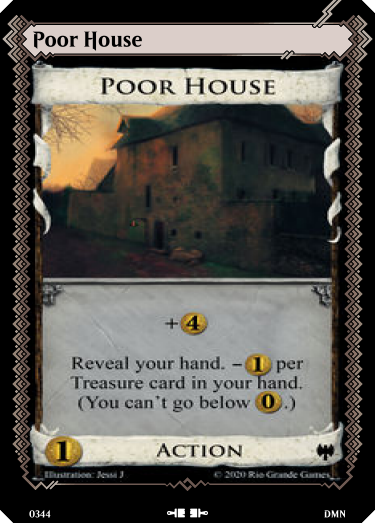 Poor House
POOR HOUSE
+4
Reveal your hand. -1 per
Treasure card in your hand.
(You can't go below 0.)
1 ACTION
Illustration: Jessi J © 2020 Rio Grande Games
0344 DMN